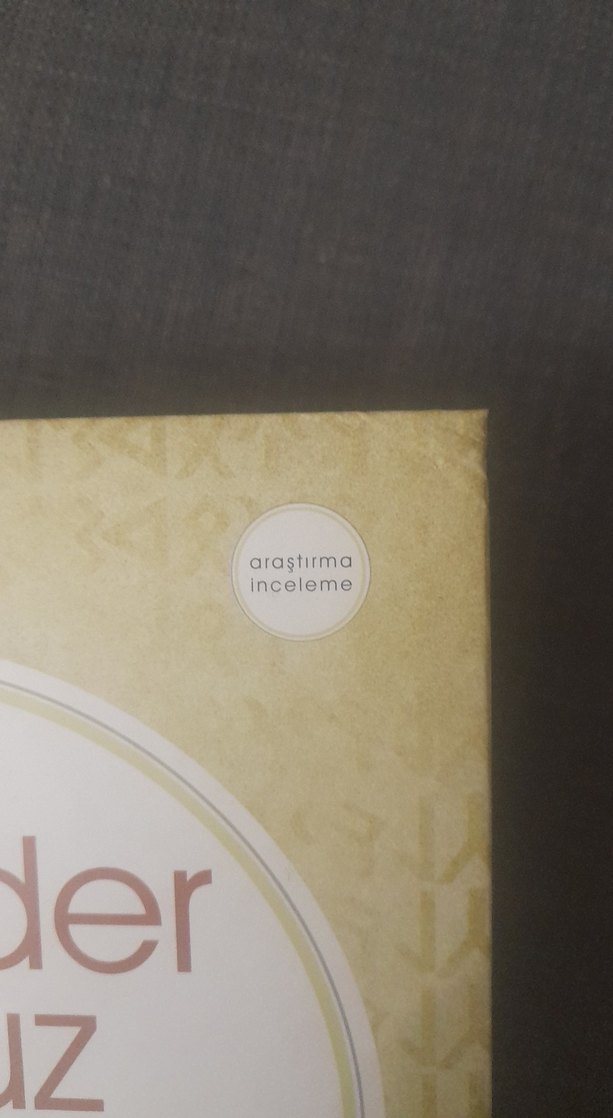 araştırma
inceleme
der
uz